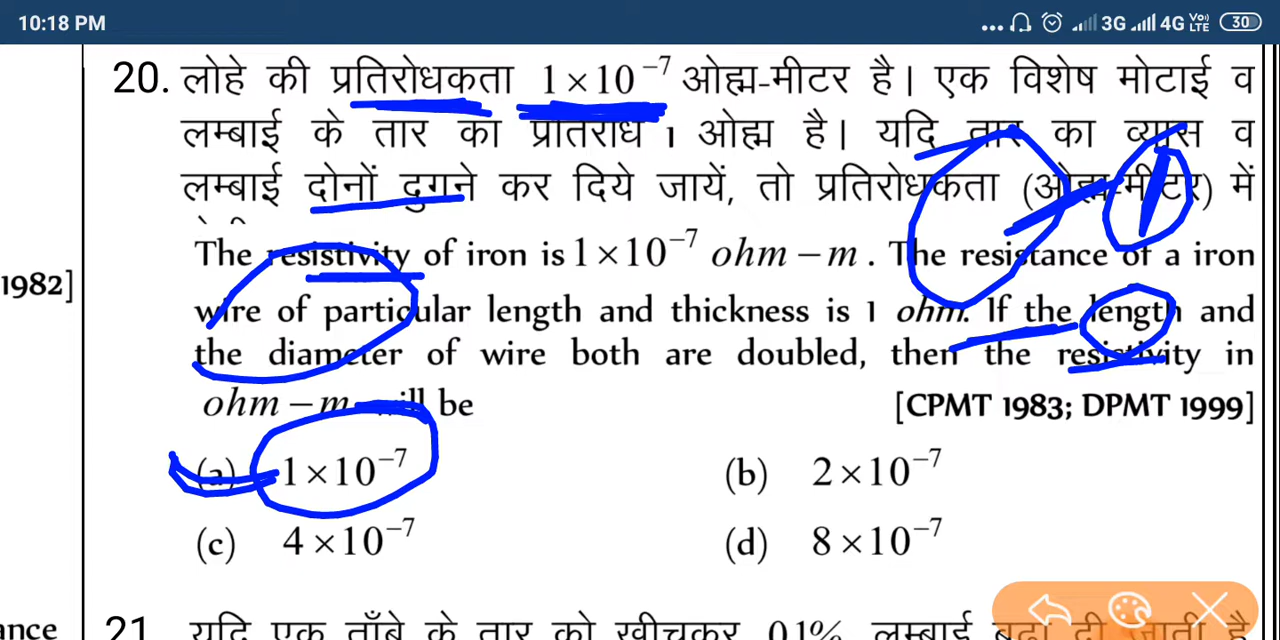 10:18 PM ... 3G 4G Vo) LTE 30
20. लोहे की प्रतिरोधकता 1×10⁻⁷ ओह्म-मीटर है। एक विशेष मोटाई व
लम्बाई के तार का प्रतिरोध 1 ओह्म है। यदि तार का व्यास व
लम्बाई दोनों दुगने कर दिये जायें, तो प्रतिरोधकता (ओह्म-मीटर) में
The resistivity of iron is 1×10⁻⁷ ohm – m . The resistance of a iron
1982]
wire of particular length and thickness is 1 ohm. If the length and
the diameter of wire both are doubled, then the resistivity in
ohm – m will be [CPMT 1983; DPMT 1999]
(a) 1×10⁻⁷ (b) 2×10⁻⁷
(c) 4×10⁻⁷ (d) 8×10⁻⁷
ance 21. यदि एक ताँबे के तार को खींचकर 0.1% लम्बाई बढ़ा दी जाती है